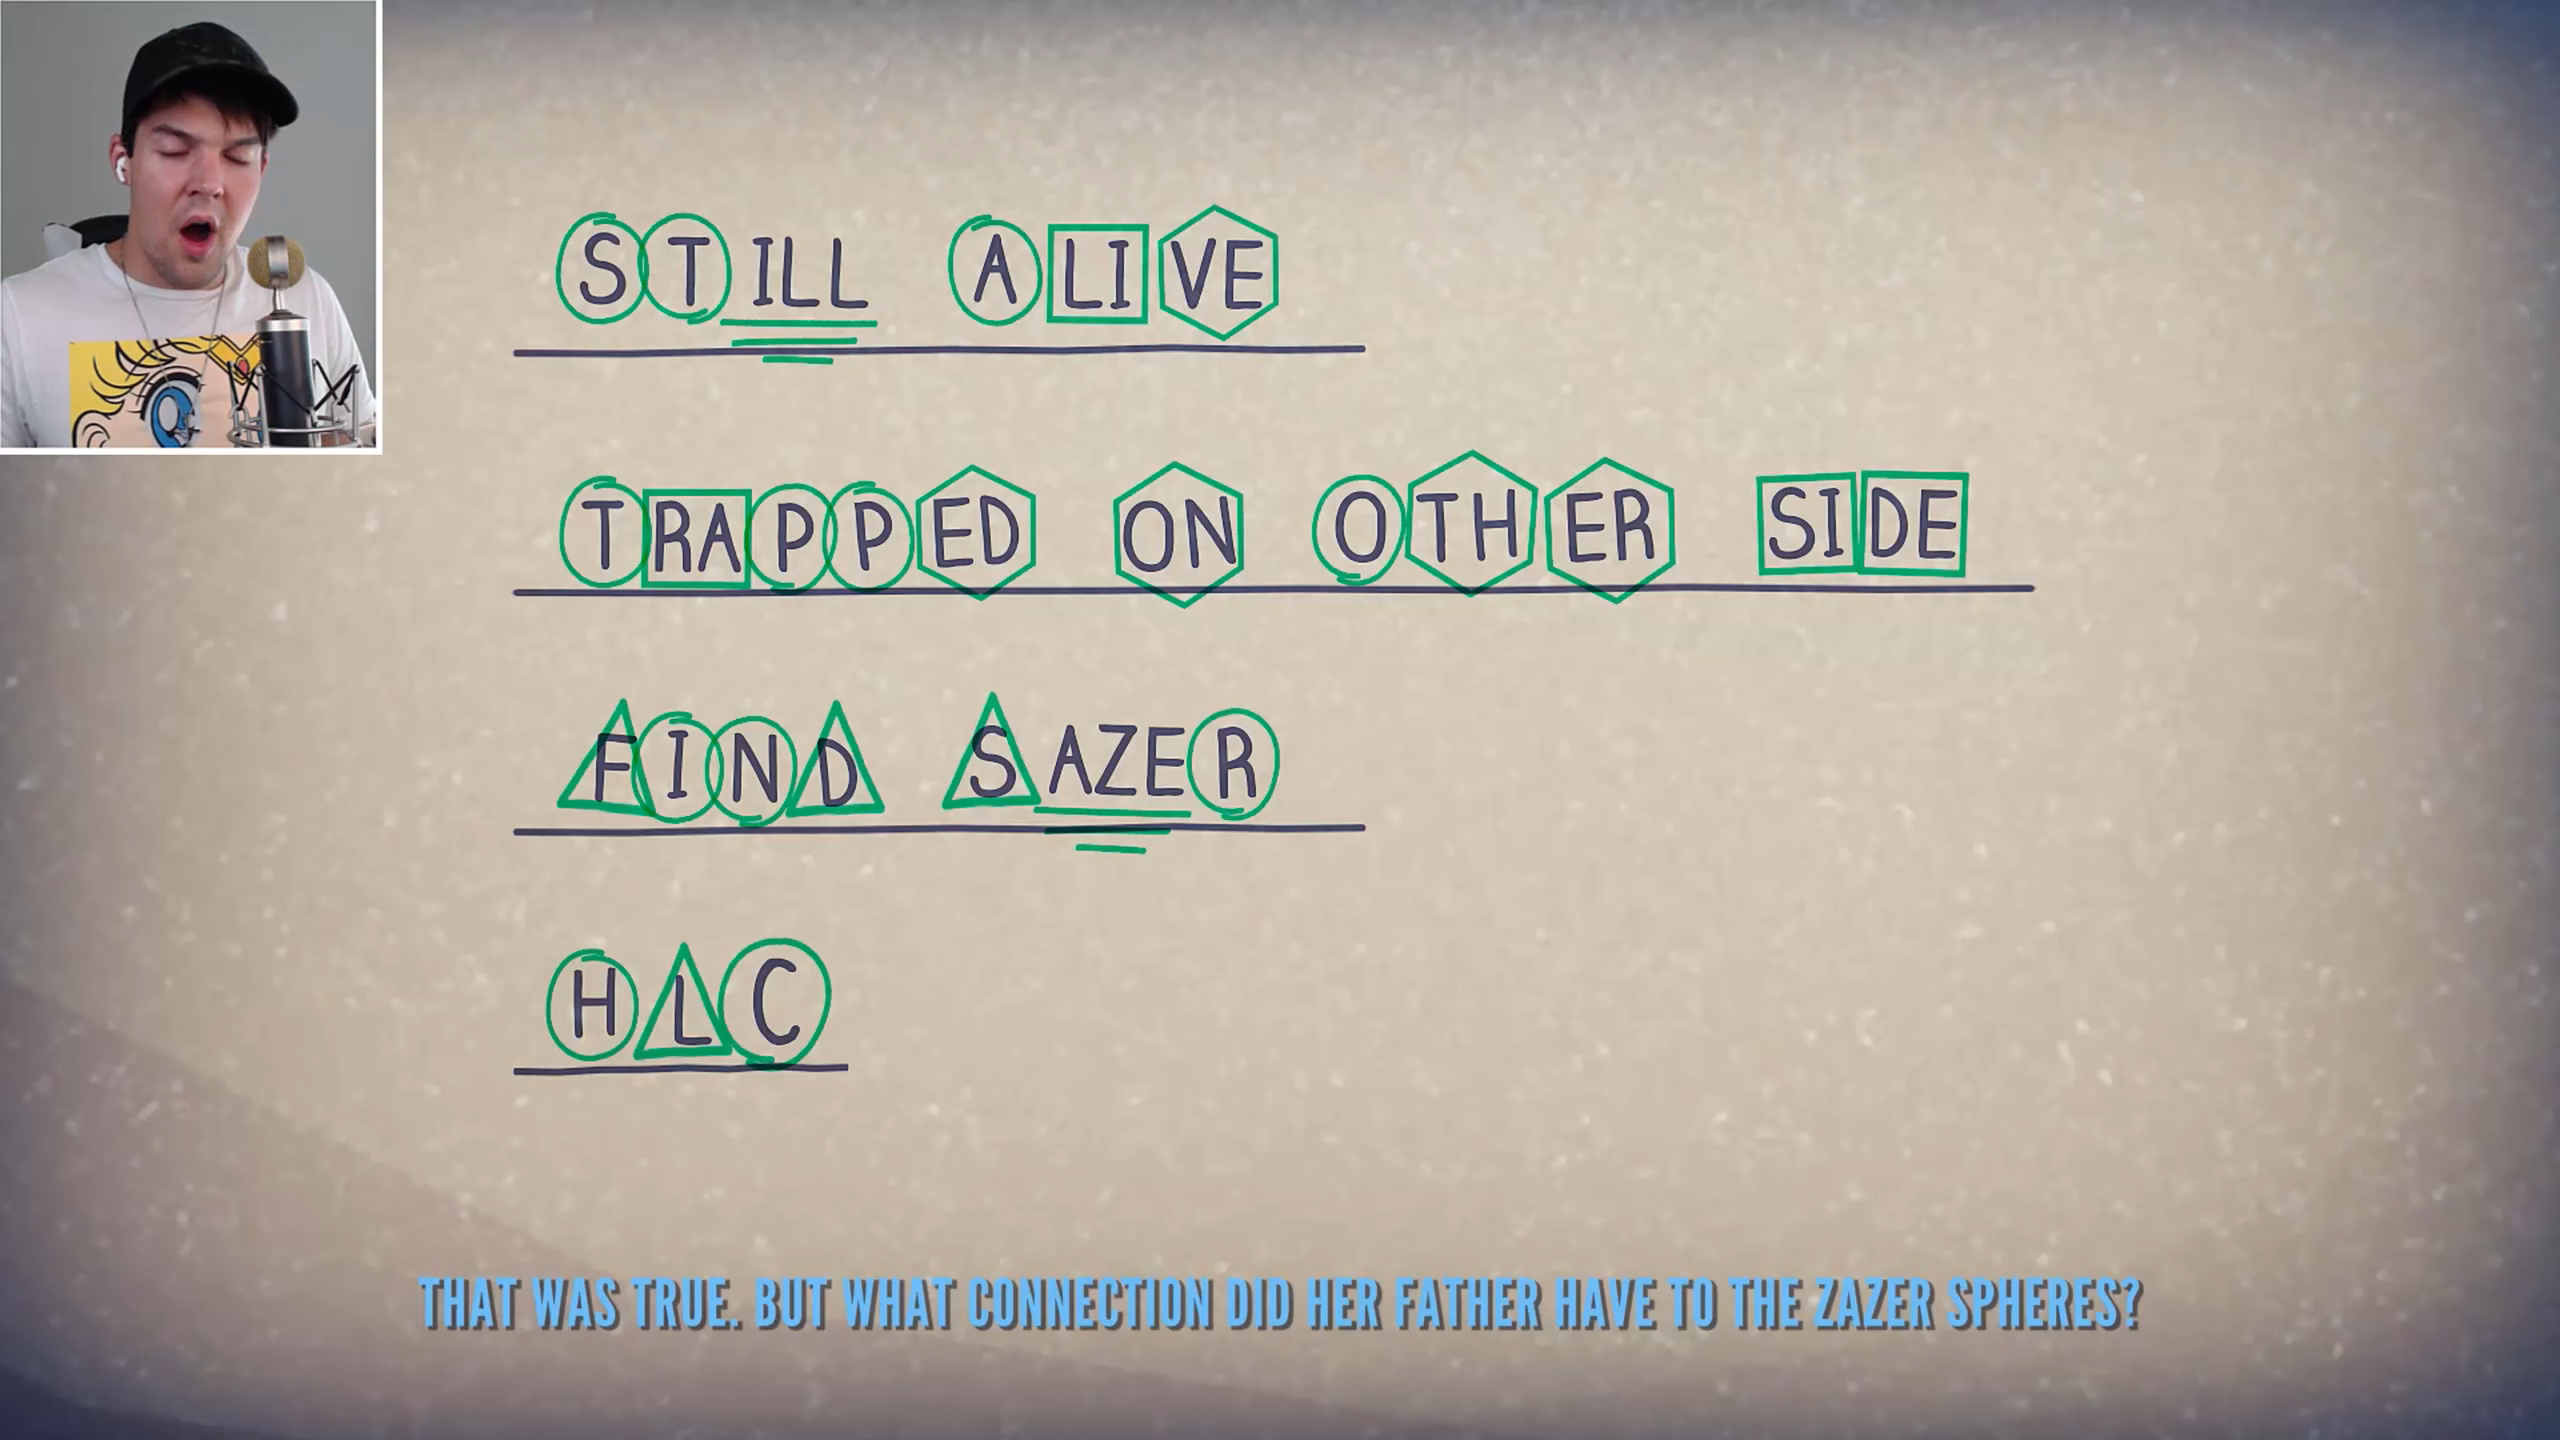 STILL ALIVE
TRAPPED ON OTHER SIDE
FIND SAZER
HLC
THAT WAS TRUE. BUT WHAT CONNECTION DID HER FATHER HAVE TO THE ZAZER SPHERES?